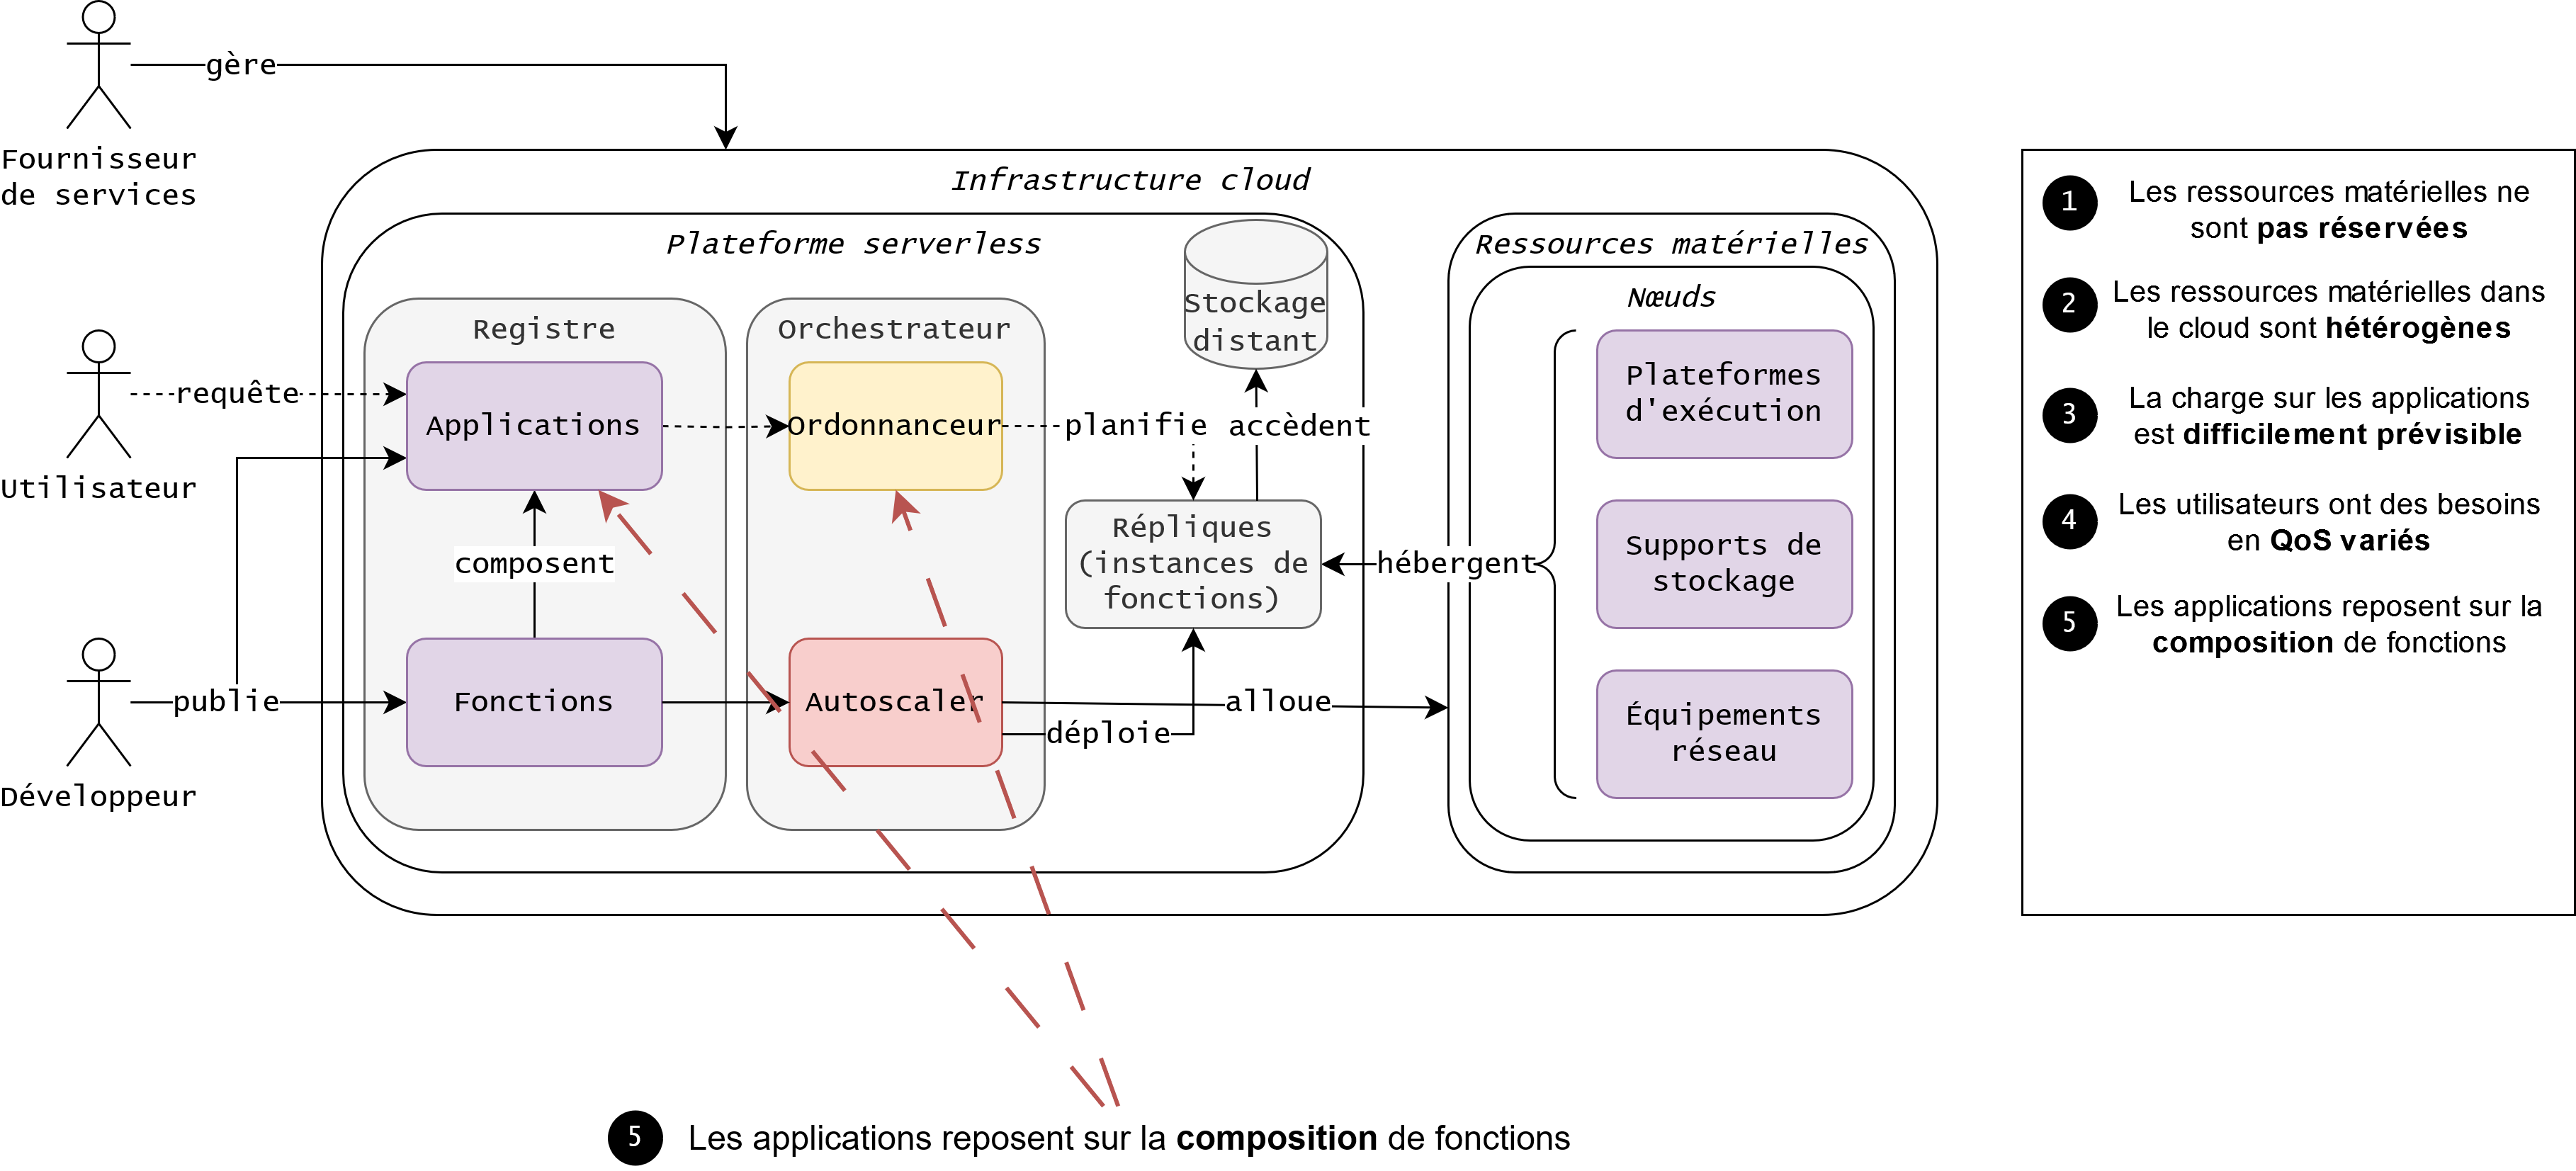 gère
Fournisseur
de services
Infrastructure cloud
Plateforme serverless
Ressources matérielles
Nœuds
Stockage
distant
Registre
Orchestrateur
requête
Applications
Ordonnanceur
planifie
accèdent
Utilisateur
composent
Répliques
(instances de
fonctions)
hébergent
Plateformes
d'exécution
Supports de
stockage
Équipements
réseau
publie
Fonctions
Autoscaler
alloue
déploie
Développeur
1
Les ressources matérielles ne
sont pas réservées
2
Les ressources matérielles dans
le cloud sont hétérogènes
3
La charge sur les applications
est difficilement prévisible
4
Les utilisateurs ont des besoins
en QoS variés
5
Les applications reposent sur la
composition de fonctions
5 Les applications reposent sur la composition de fonctions